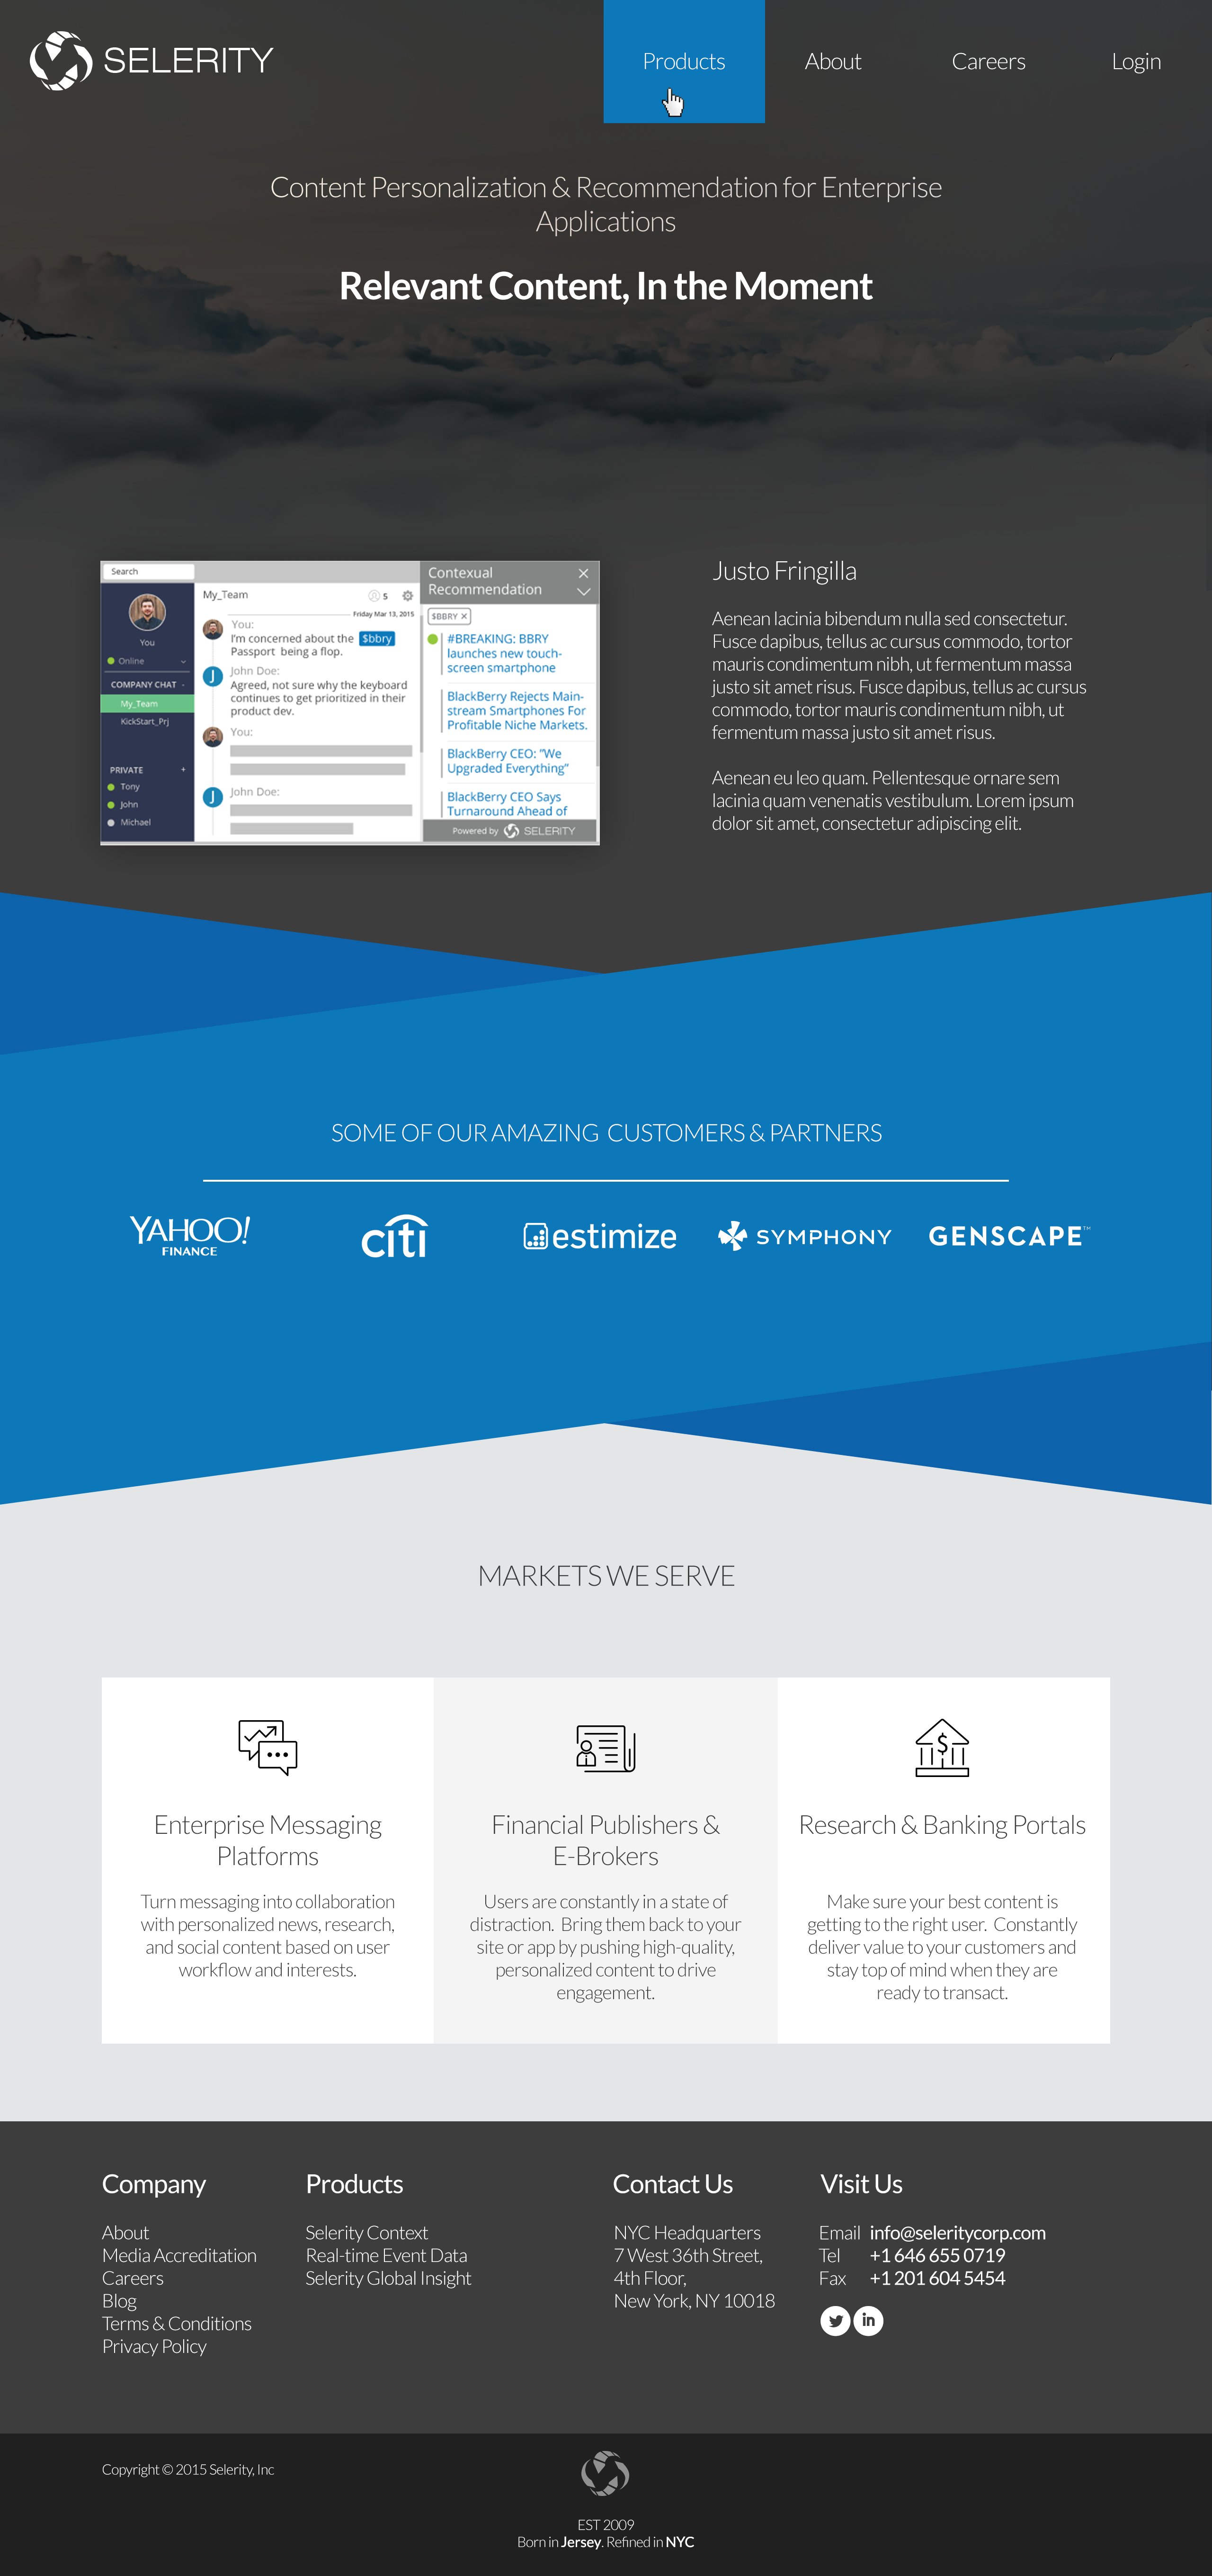 SELERITY
Products
About
Careers
Login
Content Personalization & Recommendation for Enterprise
Applications
Relevant Content, In the Moment
Search
You
Online
COMPANY CHAT -
My_Team
KickStart_Prj
PRIVATE +
Tony
John
Michael
My_Team
5
Friday Mar 13, 2015
You:
I'm concerned about the $bbry
Passport being a flop.
J
John Doe:
Agreed, not sure why the keyboard
continues to get prioritized in their
product dev.
You:
J
John Doe:
Contexual
Recommendation
$BBRY ×
#BREAKING: BBRY
launches new touch-
screen smartphone
BlackBerry Rejects Main-
stream Smartphones For
Profitable Niche Markets.
BlackBerry CEO: “We
Upgraded Everything”
BlackBerry CEO Says
Turnaround Ahead of
Powered by SELERITY
Justo Fringilla
Aenean lacinia bibendum nulla sed consectetur.
Fusce dapibus, tellus ac cursus commodo, tortor
mauris condimentum nibh, ut fermentum massa
justo sit amet risus. Fusce dapibus, tellus ac cursus
commodo, tortor mauris condimentum nibh, ut
fermentum massa justo sit amet risus.
Aenean eu leo quam. Pellentesque ornare sem
lacinia quam venenatis vestibulum. Lorem ipsum
dolor sit amet, consectetur adipiscing elit.
SOME OF OUR AMAZING CUSTOMERS & PARTNERS
YAHOO!
FINANCE
citi
estimize
SYMPHONY
GENSCAPE™
MARKETS WE SERVE
Enterprise Messaging
Platforms
Turn messaging into collaboration
with personalized news, research,
and social content based on user
workflow and interests.
Financial Publishers &
E-Brokers
Users are constantly in a state of
distraction. Bring them back to your
site or app by pushing high-quality,
personalized content to drive
engagement.
$
Research & Banking Portals
Make sure your best content is
getting to the right user. Constantly
deliver value to your customers and
stay top of mind when they are
ready to transact.
Company
About
Media Accreditation
Careers
Blog
Terms & Conditions
Privacy Policy
Products
Selerity Context
Real-time Event Data
Selerity Global Insight
Contact Us
NYC Headquarters
7 West 36th Street,
4th Floor,
New York, NY 10018
Visit Us
Email info@seleritycorp.com
Tel +1 646 655 0719
Fax +1 201 604 5454
in
Copyright © 2015 Selerity, Inc
EST 2009
Born in Jersey. Refined in NYC